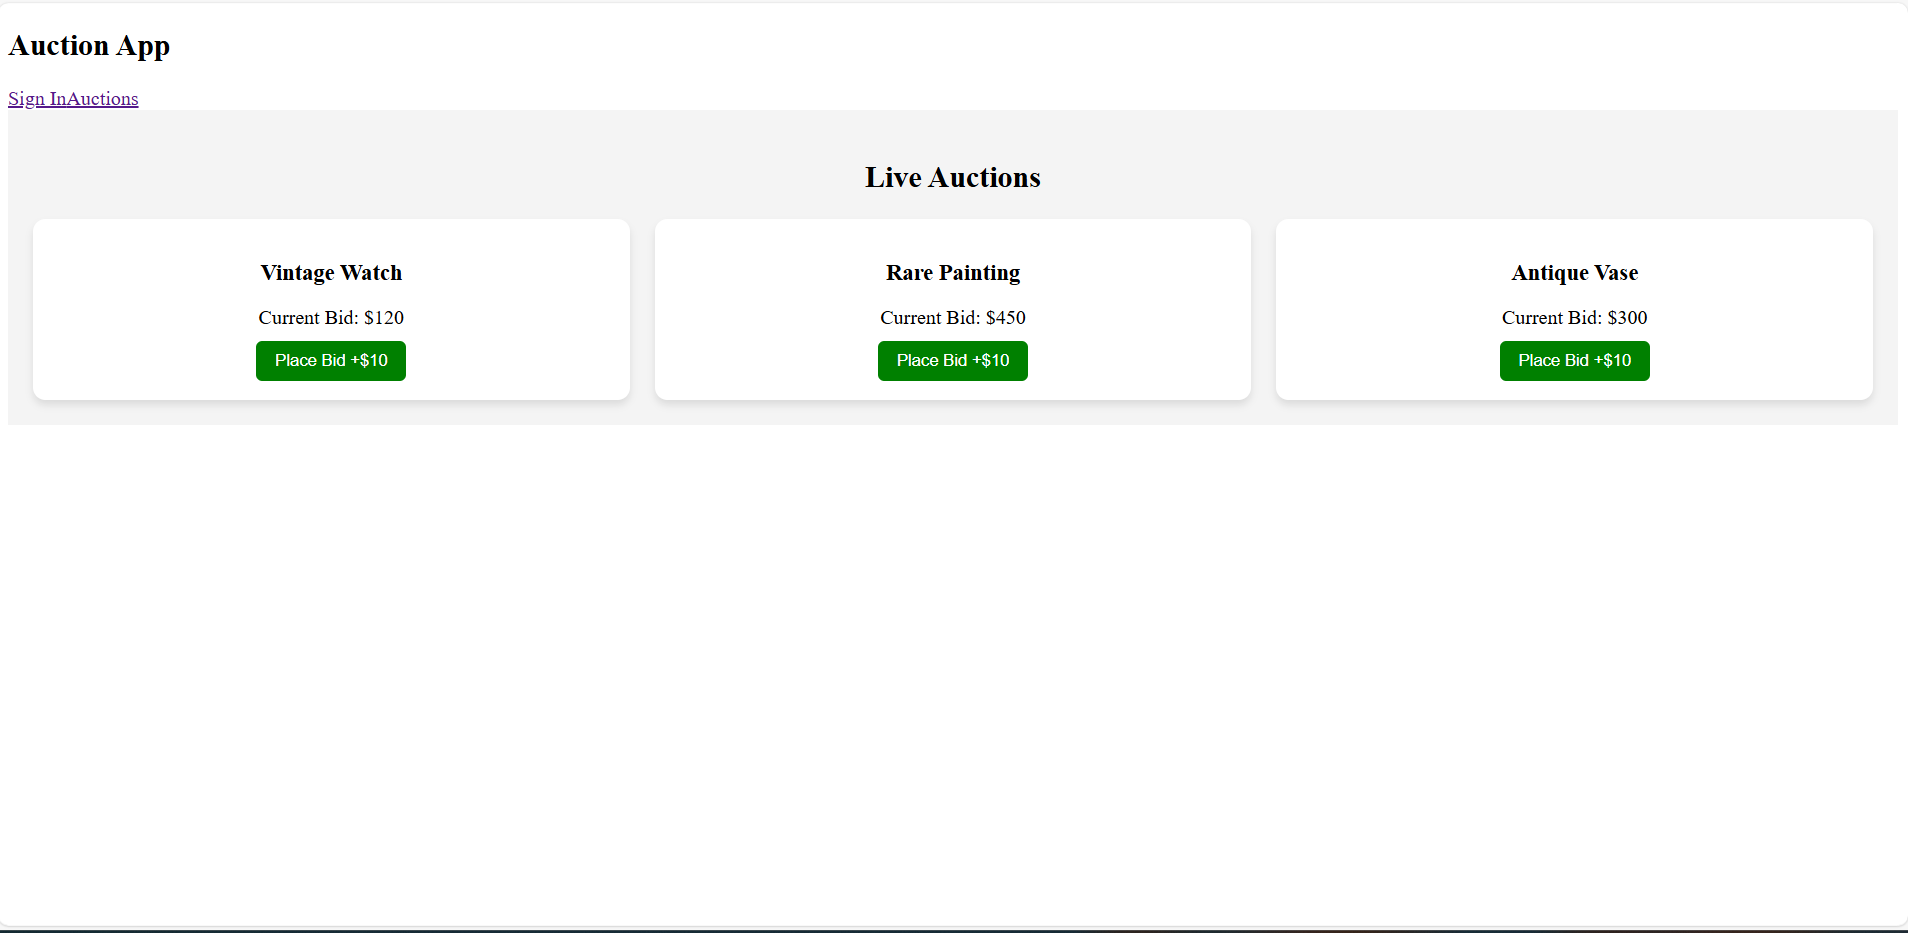 Auction App
Sign InAuctions
Live Auctions
Vintage Watch
Current Bid: $120
Place Bid +$10
Rare Painting
Current Bid: $450
Place Bid +$10
Antique Vase
Current Bid: $300
Place Bid +$10